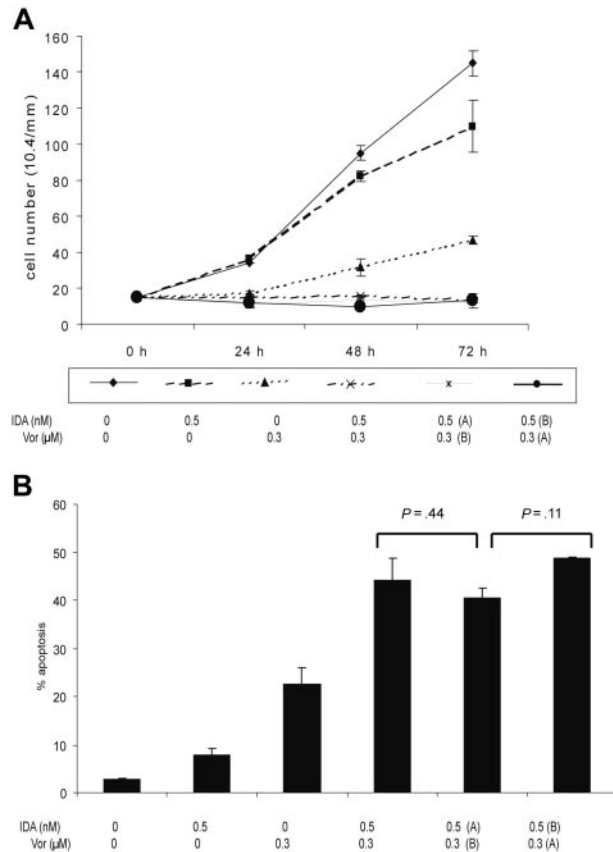 A
cell number (10.4/mm)
160
140
120
100
80
60
40
20
0
0 h 24 h 48 h 72 h
IDA (nM) 0 0.5 0 0.5 0.5 (A) 0.5 (B)
Vor (µM) 0 0 0.3 0.3 0.3 (B) 0.3 (A)
B
% apoptosis
60
50
40
30
20
10
0
P = .44 P = .11
IDA (nM) 0 0.5 0 0.5 0.5 (A) 0.5 (B)
Vor (µM) 0 0 0.3 0.3 0.3 (B) 0.3 (A)